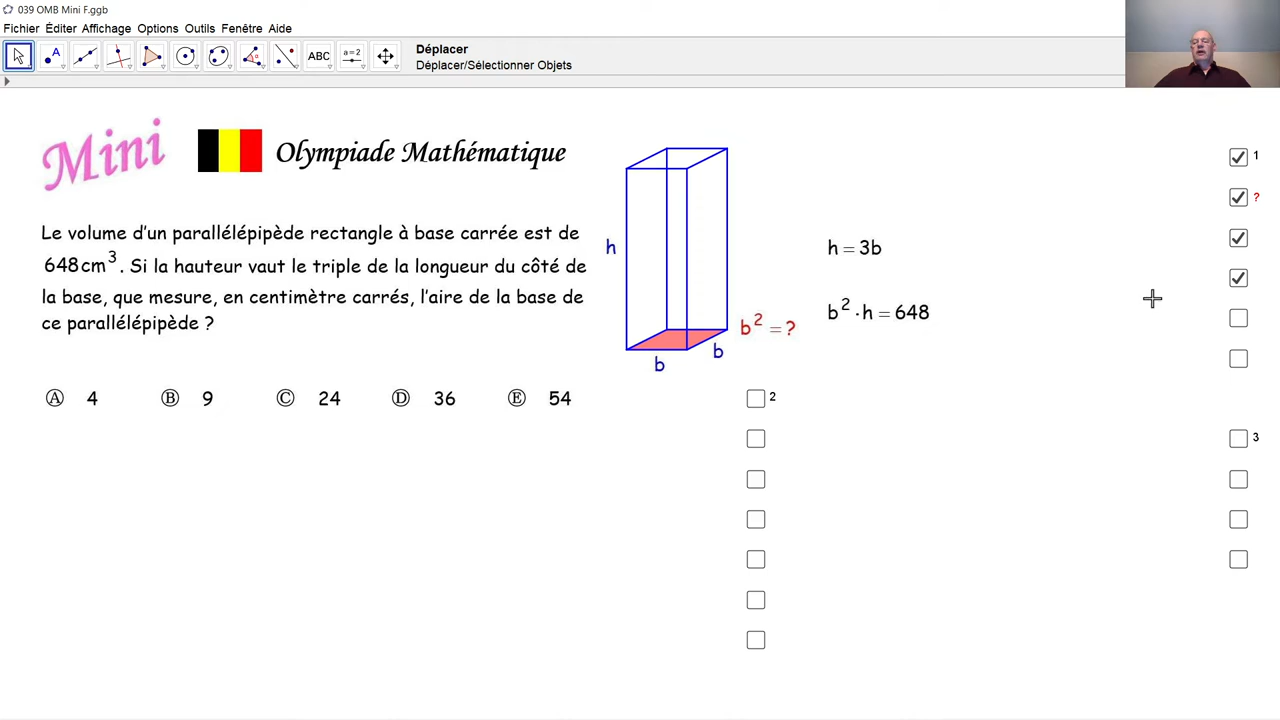 039 OMB Mini F.ggb
Fichier Éditer Affichage Options Outils Fenêtre Aide
A ABC a=2 Déplacer
Déplacer/Sélectionner Objets
Mini Olympiade Mathématique
Le volume d'un parallélépipède rectangle à base carrée est de
648 cm³. Si la hauteur vaut le triple de la longueur du côté de
la base, que mesure, en centimètre carrés, l'aire de la base de
ce parallélépipède ?
Ⓐ 4 Ⓑ 9 Ⓒ 24 Ⓓ 36 Ⓔ 54
h
b² = ?
b
b
h = 3b
b² · h = 648
1
?
2
3